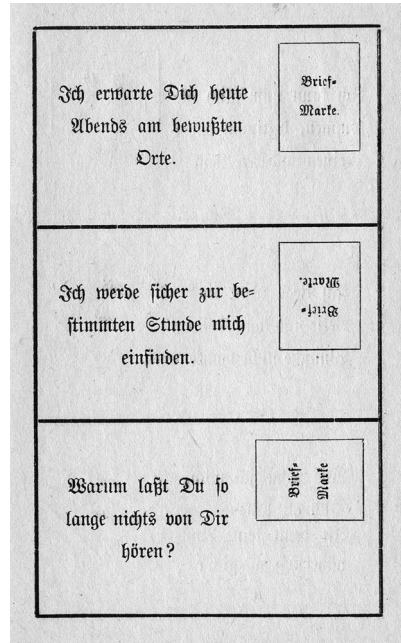 Ich erwarte Dich heute
Abends am bewußten
Orte.
Brief-
Marke.
Ich werde sicher zur be-
stimmten Stunde mich
einfinden.
Brief-
Marke.
Warum laßt Du so
lange nichts von Dir
hören?
Brief-
Marke